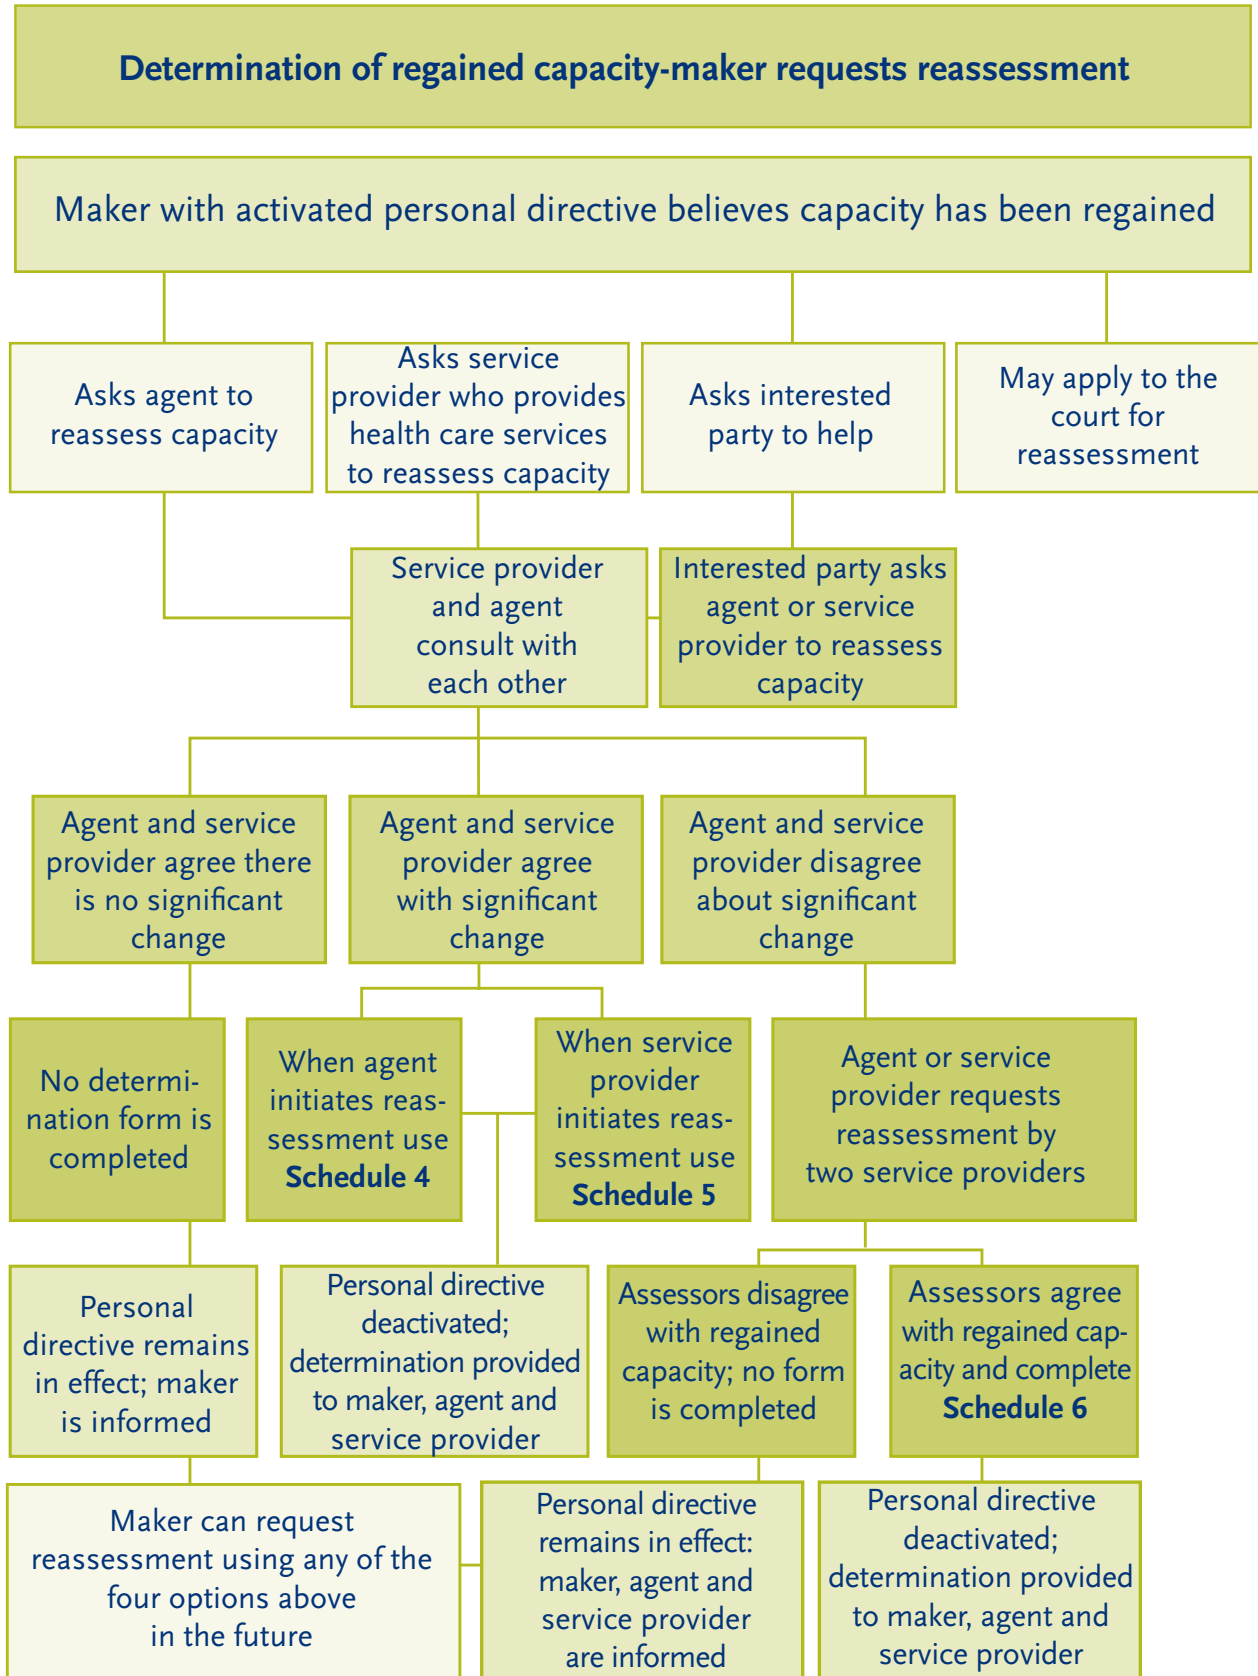 Determination of regained capacity-maker requests reassessment
Maker with activated personal directive believes capacity has been regained
Asks agent to
reassess capacity
Asks service
provider who provides
health care services
to reassess capacity
Asks interested
party to help
May apply to the
court for
reassessment
Service provider
and agent
consult with
each other
Interested party asks
agent or service
provider to reassess
capacity
Agent and service
provider agree there
is no significant
change
Agent and service
provider agree
with significant
change
Agent and service
provider disagree
about significant
change
No determi-
nation form is
completed
When agent
initiates reas-
sessment use
Schedule 4
When service
provider
initiates reas-
sessment use
Schedule 5
Agent or service
provider requests
reassessment by
two service providers
Personal
directive remains
in effect; maker
is informed
Personal directive
deactivated;
determination provided
to maker, agent and
service provider
Assessors disagree
with regained
capacity; no form
is completed
Assessors agree
with regained cap-
acity and complete
Schedule 6
Maker can request
reassessment using any of the
four options above
in the future
Personal directive
remains in effect:
maker, agent and
service provider
are informed
Personal directive
deactivated;
determination provided
to maker, agent and
service provider